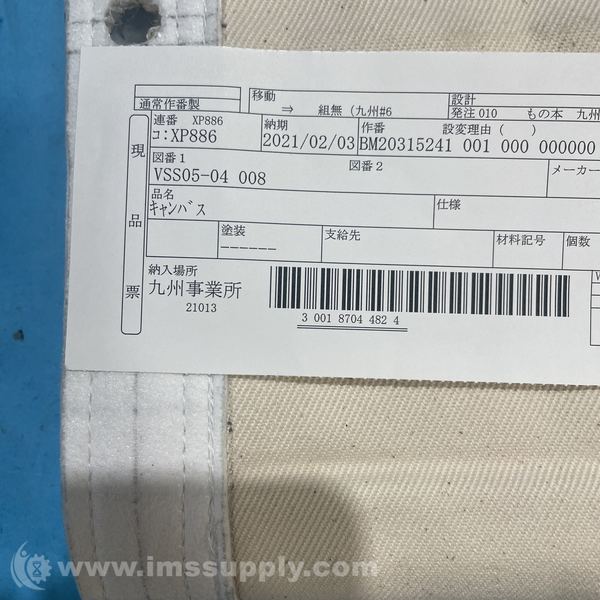 移動 設計
通常作番製 ⇒ 組無 (九州#6 発注 010 もの本 九州
連番 XP886 納期 作番 設変理由 ( )
コ:XP886 2021/02/03 BM20315241 001 000 000000
図番1 図番2 メーカー
VSS05-04 008
品名 仕様
キャンバス
塗装 支給先 材料記号 個数
------
納入場所
九州事業所
21013
3 001 8704 482 4
現品票
www.imssupply.com